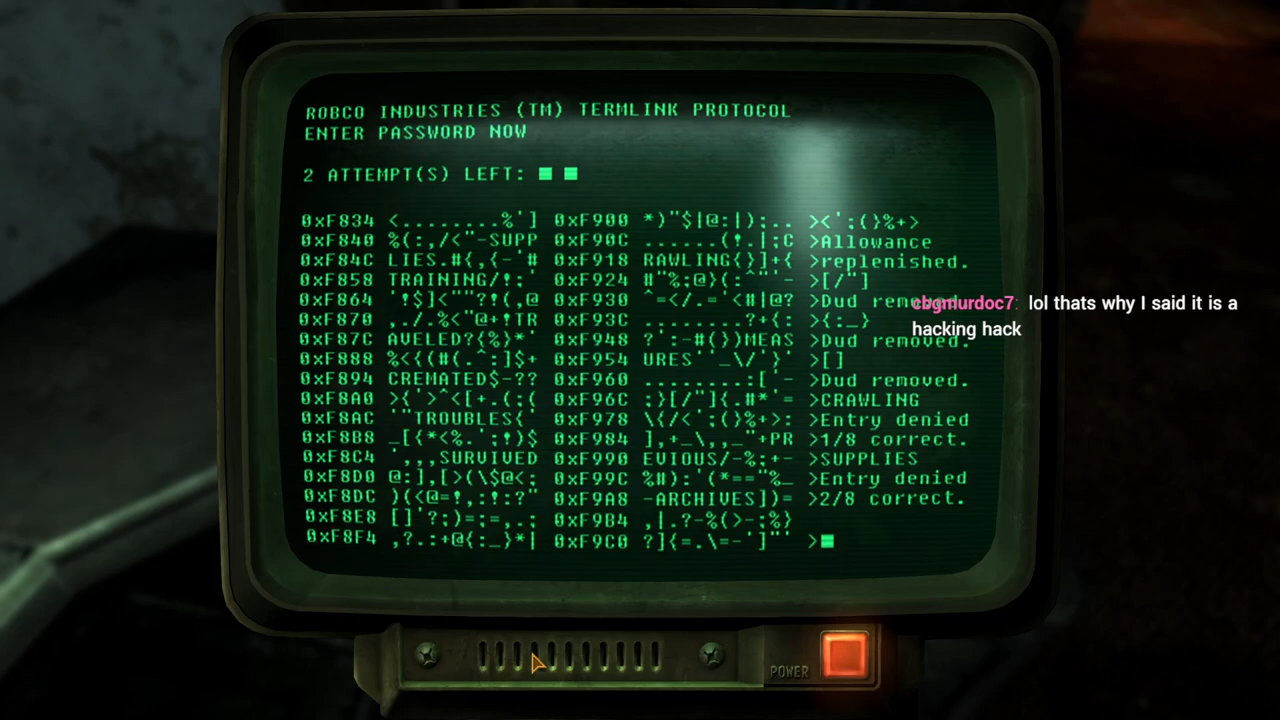 ROBCO INDUSTRIES (TM) TERMLINK PROTOCOL
ENTER PASSWORD NOW
2 ATTEMPT(S) LEFT: ■ ■
0xF834 <........%'] 0xF900 *)"$|@:|);.. ><';(}%+>
0xF840 %(:,/<"-SUPP 0xF90C ......(!.|;C >Allowance
0xF84C LIES.#{,{-'# 0xF918 RAWLING{}]+{ >replenished.
0xF858 TRAINING/!:' 0xF924 #"%;@}(:^"'- >[/"]
0xF864 '!$]<""?!(,@ 0xF930 ^=</.='<#|@? >Dud removed.
0xF870 ,./.%<"@+!TR 0xF93C ........?+{: >{:_}
0xF87C AVELED?{%}*' 0xF948 ?':-#())MEAS >Dud removed.
0xF888 %<{(#(.^:]$+ 0xF954 URES''_\/'}' >[]
0xF894 CREMATED$-?? 0xF960 ........:['- >Dud removed.
0xF8A0 >{'>^<[+.(;( 0xF96C ;}[/"]{.#*'= >CRAWLING
0xF8AC '"TROUBLES{' 0xF978 \{/<';(}%+>: >Entry denied
0xF8B8 _[{*<%.';!)$ 0xF984 ],+_\,,_"+PR >1/8 correct.
0xF8C4 ',,,SURVIVED 0xF990 EVIOUS/-%;+- >SUPPLIES
0xF8D0 @:],[>(\$@<; 0xF99C %#):'(*=="%_ >Entry denied
0xF8DC )(<@=!,:!:?" 0xF9A8 -ARCHIVES])= >2/8 correct.
0xF8E8 []'?;)=;=,.; 0xF9B4 ,|.?-%(>-;%}
0xF8F4 ,?.:+@{:_}*| 0xF9C0 ?]{=.\=-']"' >■
cbgmurdoc7: lol thats why I said it is a
hacking hack
POWER